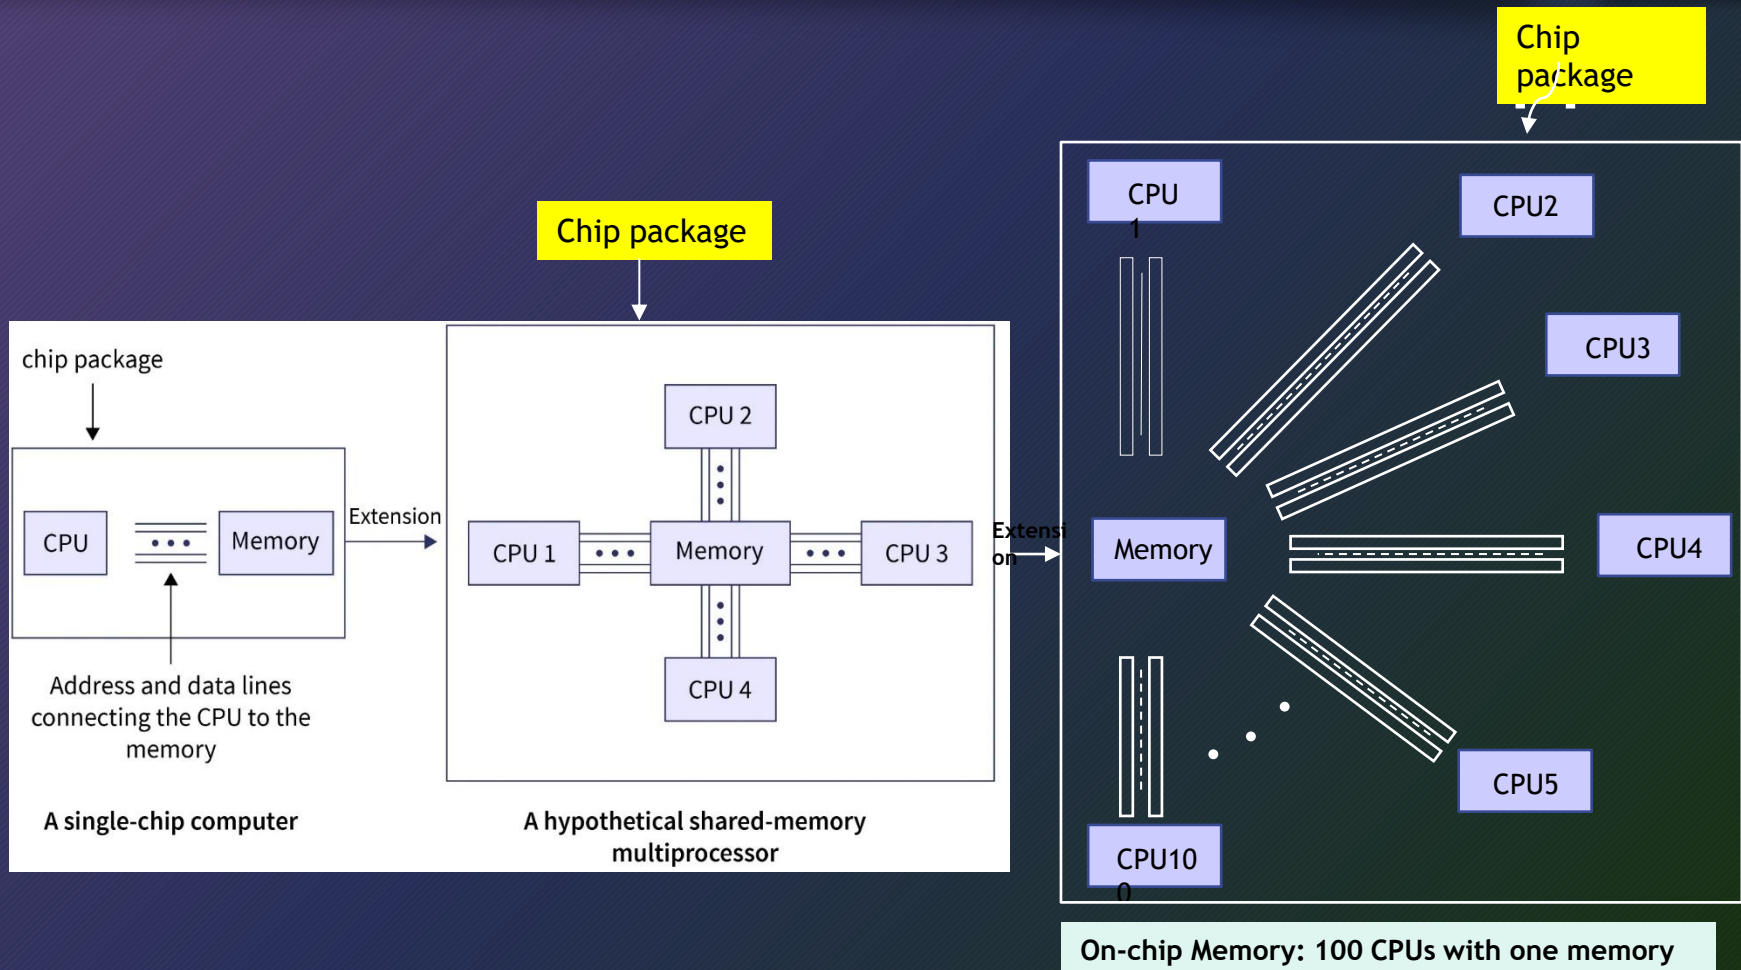 Chip
package
Chip package
chip package
CPU
Memory
Address and data lines
connecting the CPU to the
memory
A single-chip computer
Extension
CPU 2
CPU 1
Memory
CPU 3
CPU 4
A hypothetical shared-memory
multiprocessor
Extensi
on
CPU
1
CPU2
CPU3
Memory
CPU4
CPU5
CPU10
0
On-chip Memory: 100 CPUs with one memory